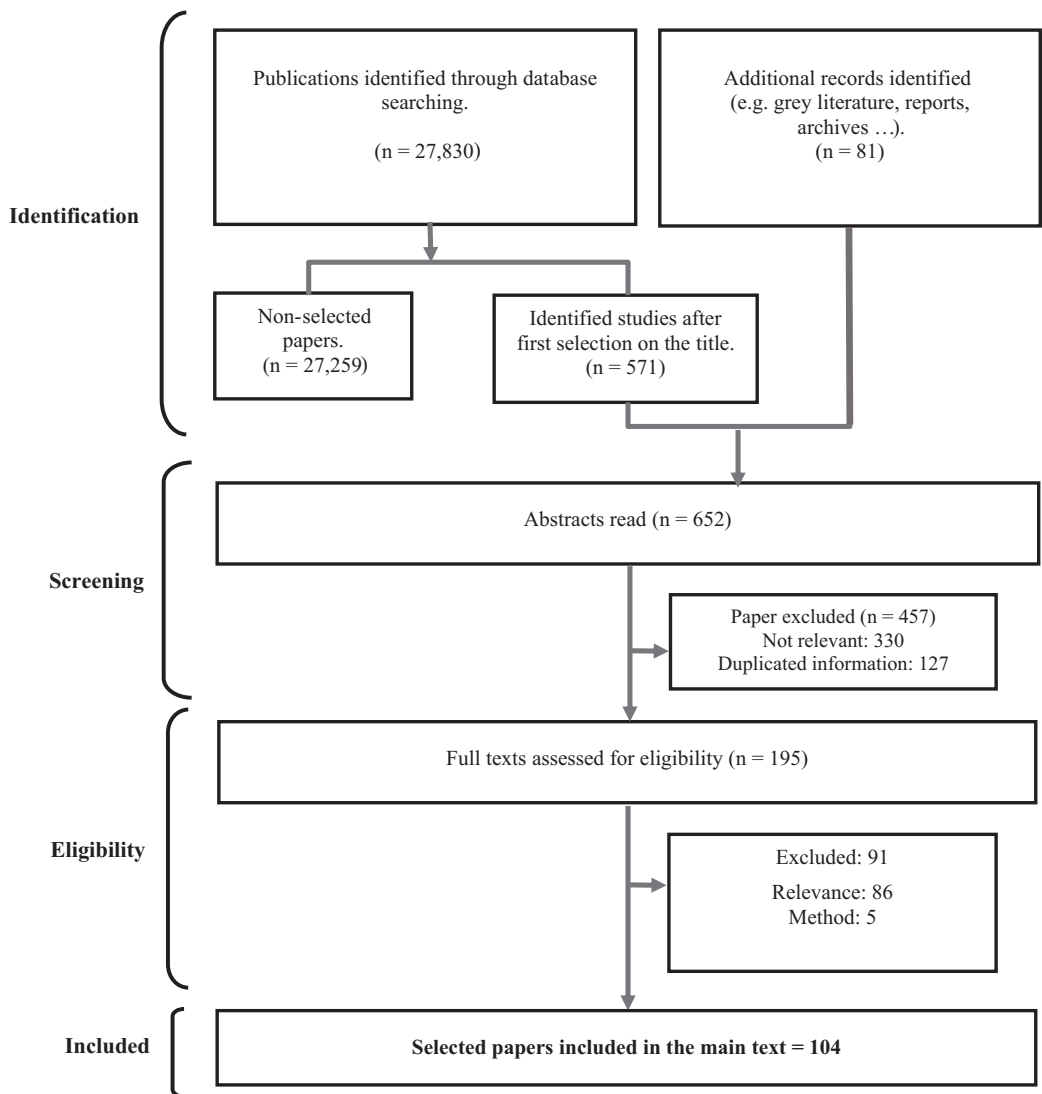 Publications identified through database
searching.
(n = 27,830)
Additional records identified
(e.g. grey literature, reports,
archives …).
(n = 81)
Identification
Non-selected
papers.
(n = 27,259)
Identified studies after
first selection on the title.
(n = 571)
Abstracts read (n = 652)
Screening
Paper excluded (n = 457)
Not relevant: 330
Duplicated information: 127
Full texts assessed for eligibility (n = 195)
Eligibility
Excluded: 91
Relevance: 86
Method: 5
Included
Selected papers included in the main text = 104